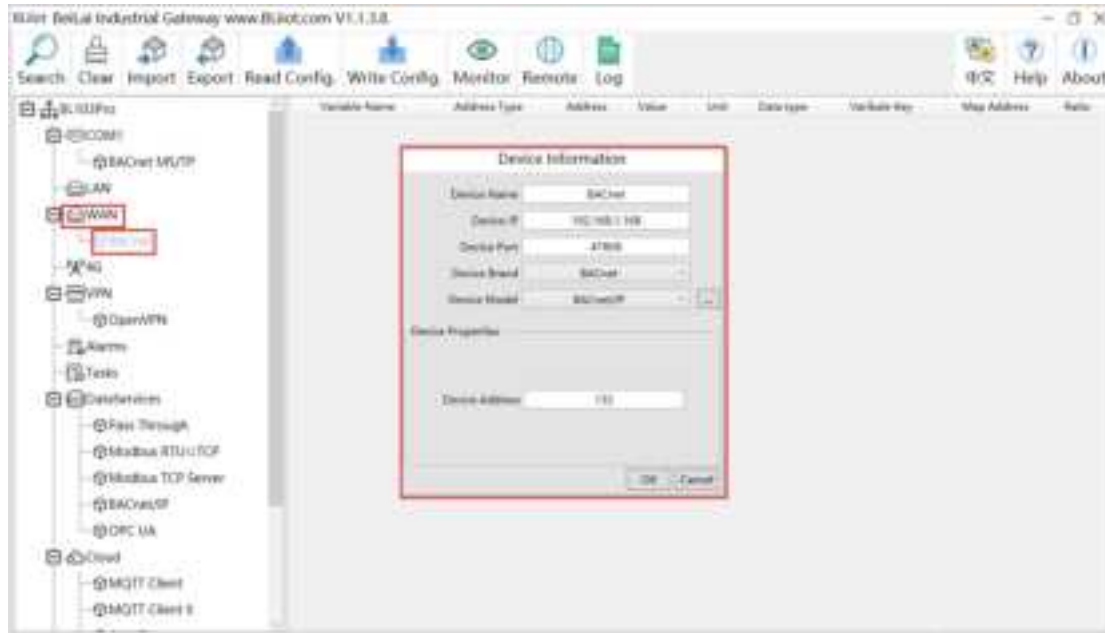 BLiiot BeiLai Industrial Gateway www.BLiiot.com V1.1.3.8.
Search Clear Import Export Read Config. Write Config Monitor Remote Log 中文 Help About
Variable Name Address Type Address Value Unit Data type Map Address Ratio
COM1
BACnet MS/TP
LAN
WAN
4G
VPN
OpenVPN
Alarms
Tasks
DataServices
Pass Through
Modbus RTU
Modbus TCP Server
BACnet/IP
OPC UA
Cloud
MQTT Client
MQTT Client II
Device Information
Device Name BACnet
Device IP 192.168.1.168
Device Port
Device Brand BACnet
Device Model BACnet/IP ...
Device Properties
Device Address
OK Cancel